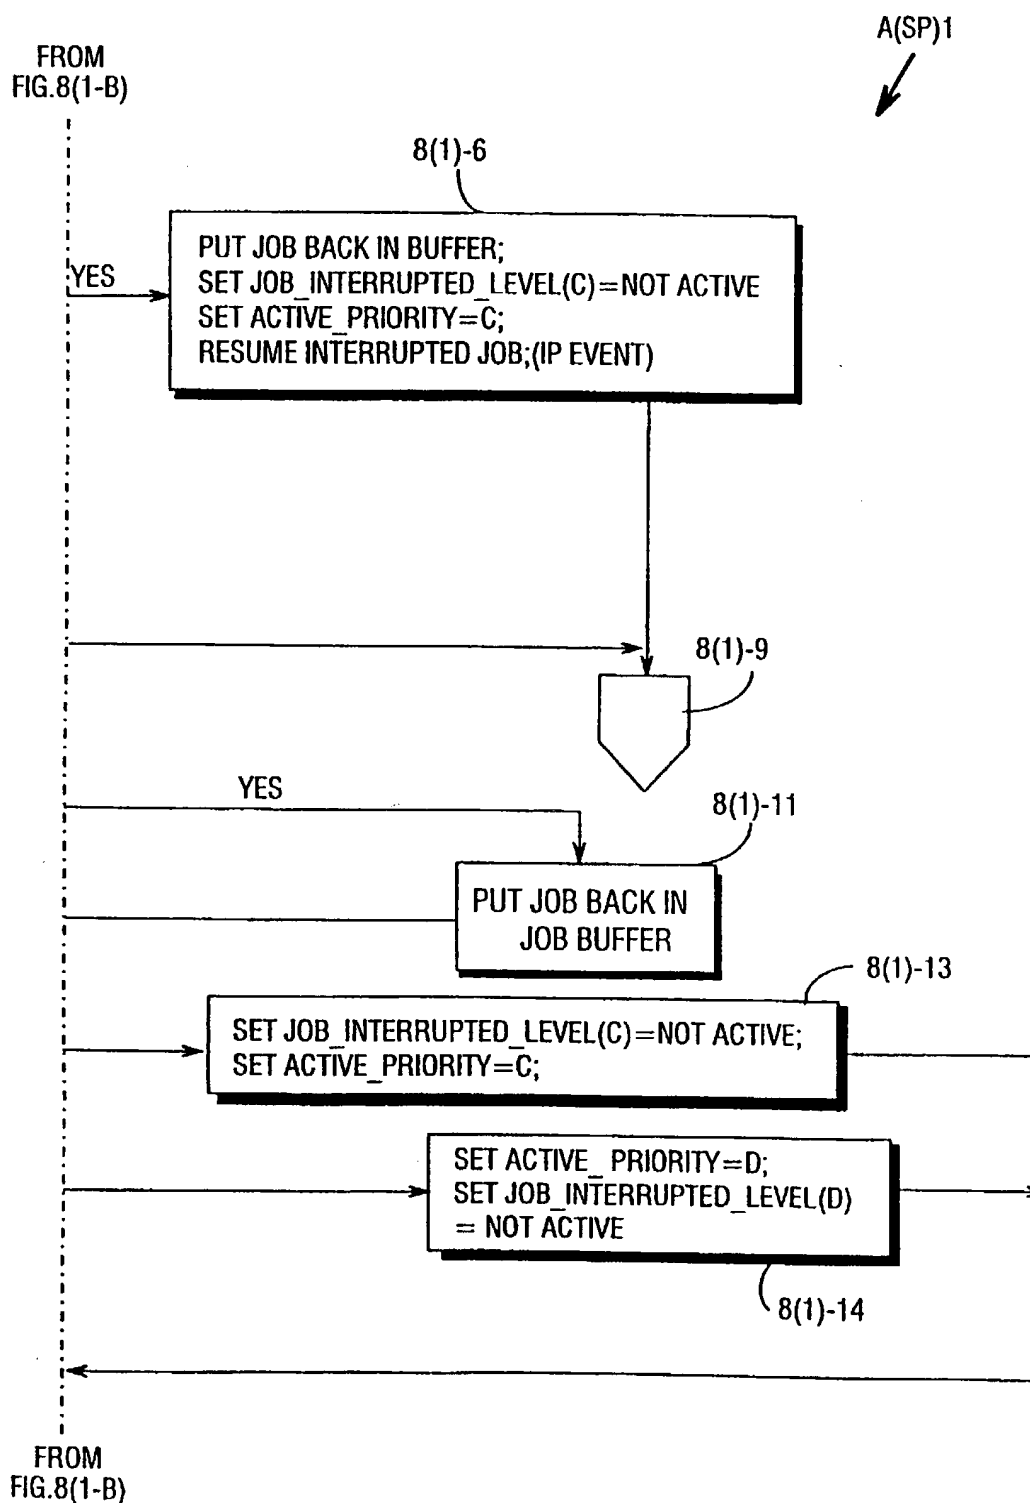 A(SP)1
FROM
FIG.8(1-B)
8(1)-6
PUT JOB BACK IN BUFFER;
SET JOB_INTERRUPTED_LEVEL(C)=NOT ACTIVE
SET ACTIVE_PRIORITY=C;
RESUME INTERRUPTED JOB;(IP EVENT)
YES
8(1)-9
YES
8(1)-11
PUT JOB BACK IN
JOB BUFFER
8(1)-13
SET JOB_INTERRUPTED_LEVEL(C)=NOT ACTIVE;
SET ACTIVE_PRIORITY=C;
SET ACTIVE_ PRIORITY=D;
SET JOB_INTERRUPTED_LEVEL(D)
= NOT ACTIVE
8(1)-14
FROM
FIG.8(1-B)